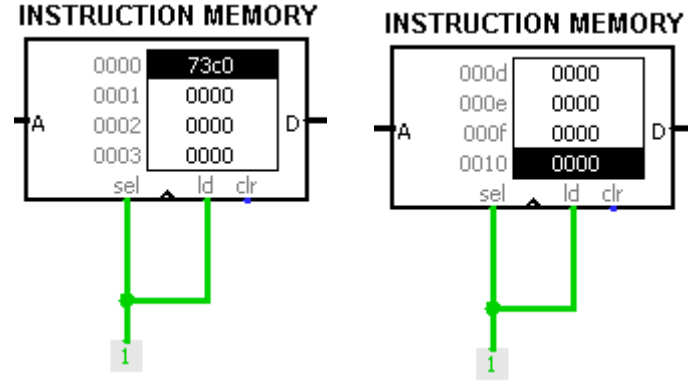 INSTRUCTION MEMORY
0000 73c0
0001 0000
A 0002 0000 D
0003 0000
sel ld clr
1
INSTRUCTION MEMORY
000d 0000
000e 0000
A 000f 0000 D
0010 0000
sel ld clr
1